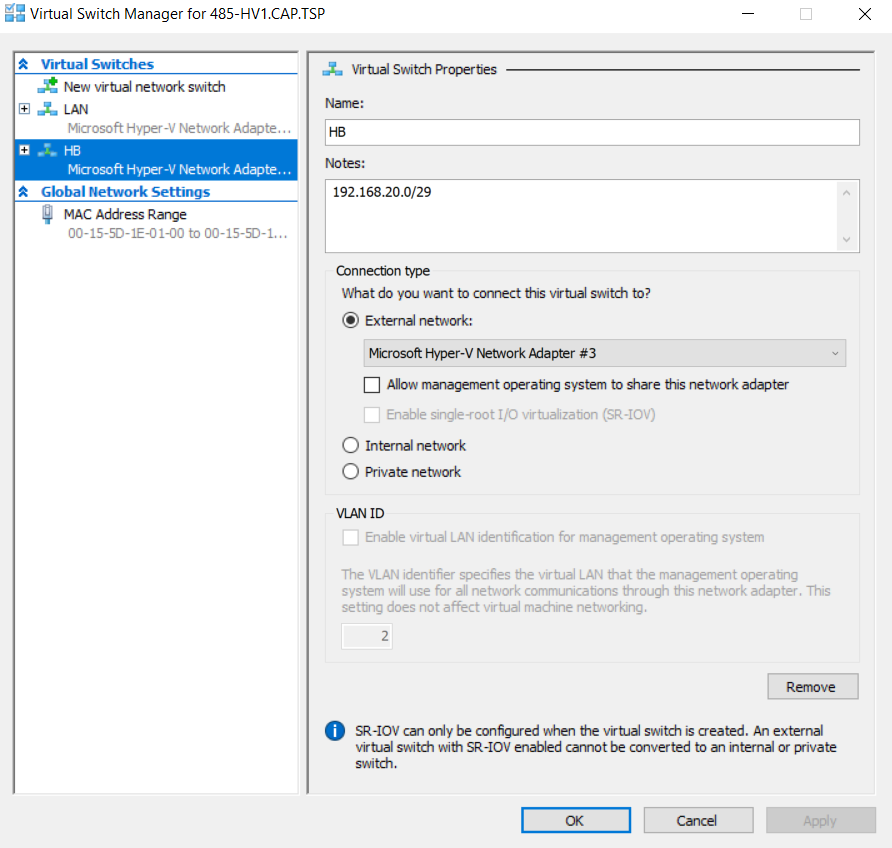 Virtual Switch Manager for 485-HV1.CAP.TSP
Virtual Switches
New virtual network switch
LAN
Microsoft Hyper-V Network Adapte...
HB
Microsoft Hyper-V Network Adapte...
Global Network Settings
MAC Address Range
00-15-5D-1E-01-00 to 00-15-5D-1...
Virtual Switch Properties
Name:
HB
Notes:
192.168.20.0/29
Connection type
What do you want to connect this virtual switch to?
External network:
Microsoft Hyper-V Network Adapter #3
Allow management operating system to share this network adapter
Enable single-root I/O virtualization (SR-IOV)
Internal network
Private network
VLAN ID
Enable virtual LAN identification for management operating system
The VLAN identifier specifies the virtual LAN that the management operating
system will use for all network communications through this network adapter. This
setting does not affect virtual machine networking.
2
Remove
SR-IOV can only be configured when the virtual switch is created. An external
virtual switch with SR-IOV enabled cannot be converted to an internal or private
switch.
OK
Cancel
Apply